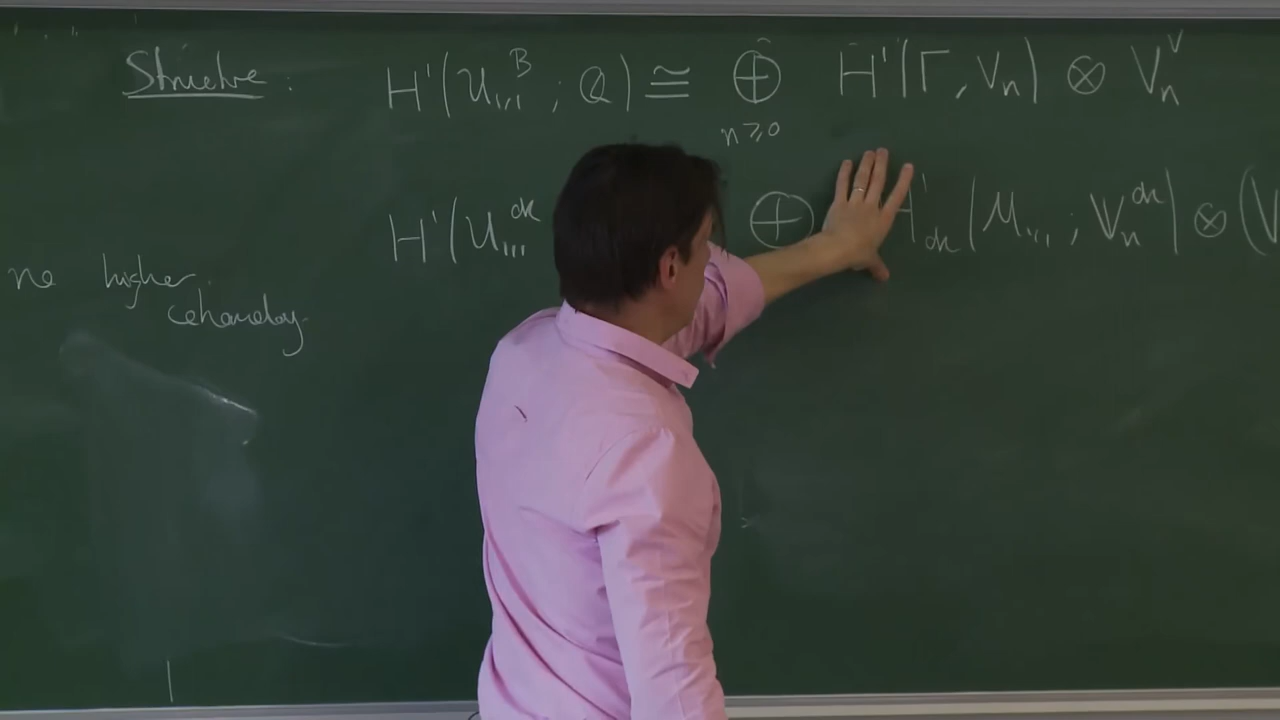 Structure : H¹(U₁,₁ᴮ ; Q) ≅ ⊕ n≥0 H¹(Γ, Vₙ) ⊗ Vₙ^∨
H¹(U₁,₁^dR ⊕ H¹_dR (M₁,₁ ; Vₙ^dR) ⊗ (V
no higher
cohomology